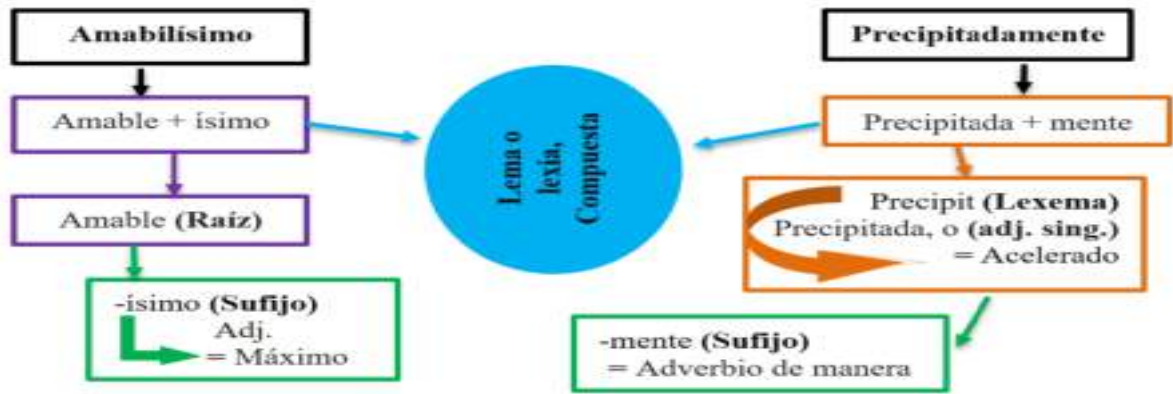 Amabilísimo
Amable + ísimo
Amable (Raíz)
-ísimo (Sufijo)
Adj.
= Máximo
Lema o
lexia,
Compuesta
Precipitadamente
Precipitada + mente
Precipit (Lexema)
Precipitada, o (adj. sing.)
= Acelerado
-mente (Sufijo)
= Adverbio de manera